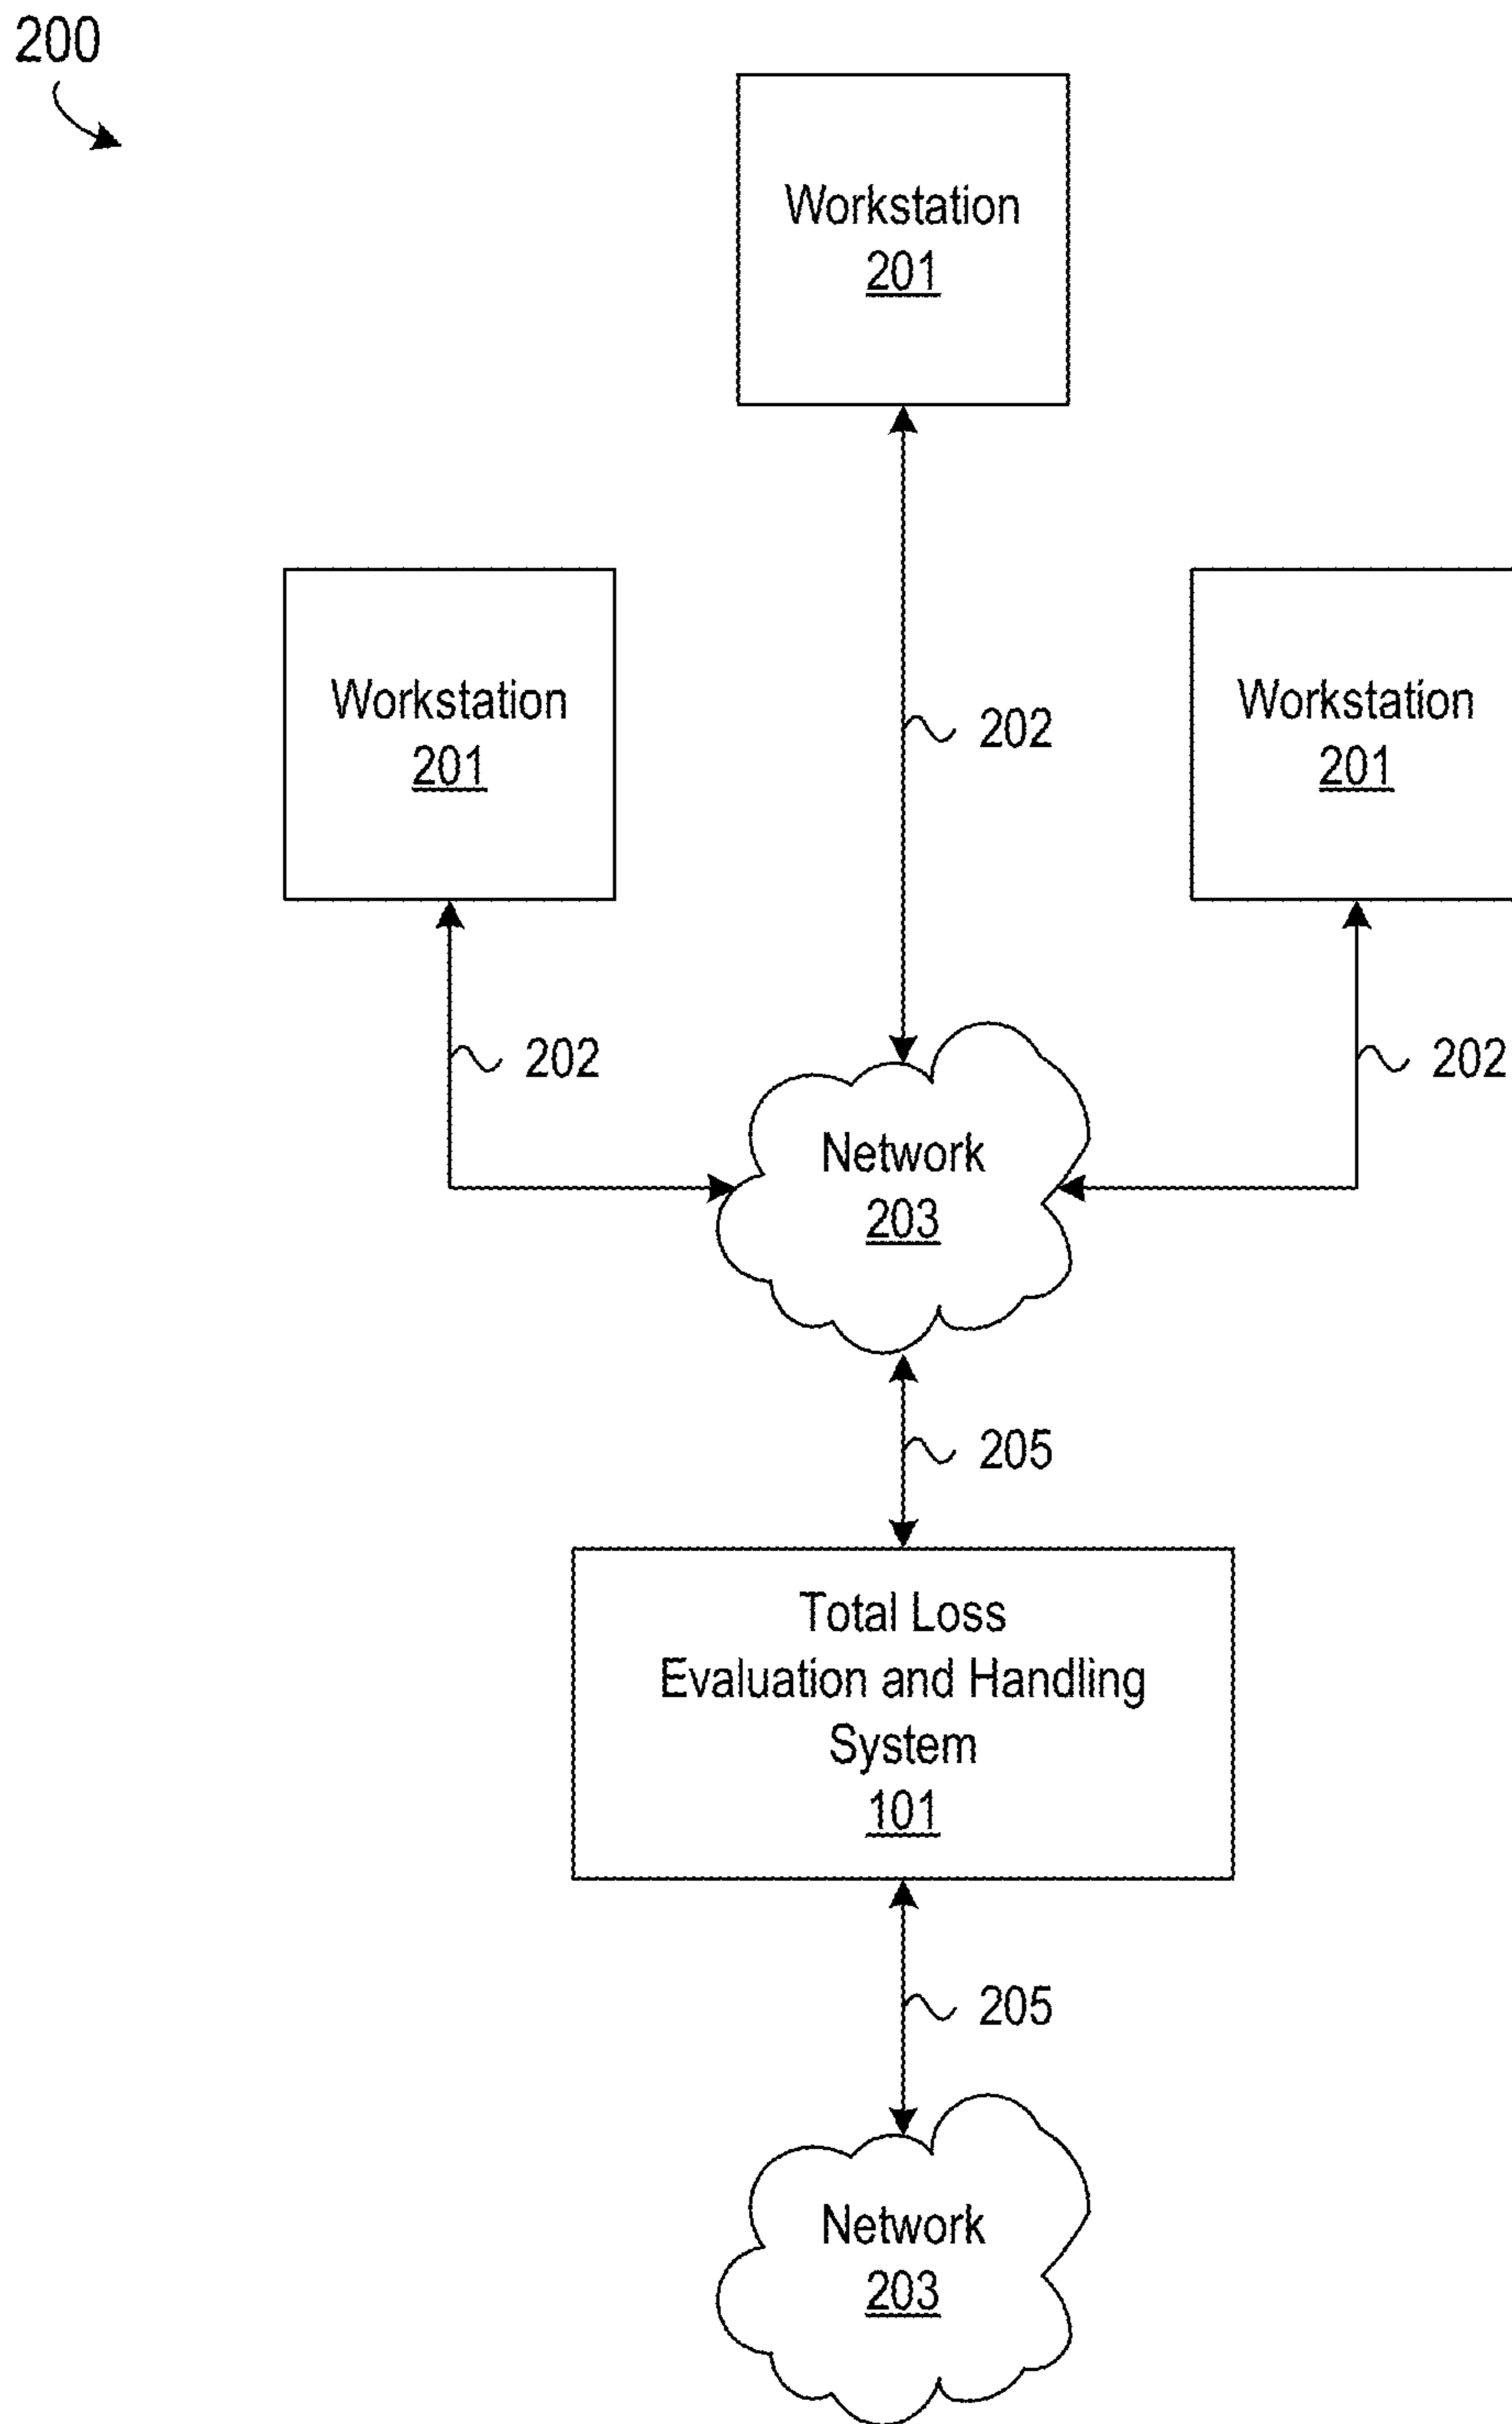 200
Workstation
201
Workstation
201
Workstation
201
202
202
202
Network
203
205
Total Loss
Evaluation and Handling
System
101
205
Network
203